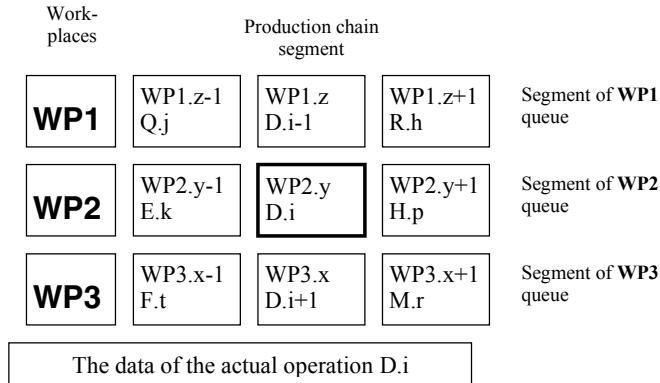 Work-
places
Production chain
segment
WP1
WP1.z-1
Q.j
WP1.z
D.i-1
WP1.z+1
R.h
Segment of WP1
queue
WP2
WP2.y-1
E.k
WP2.y
D.i
WP2.y+1
H.p
Segment of WP2
queue
WP3
WP3.x-1
F.t
WP3.x
D.i+1
WP3.x+1
M.r
Segment of WP3
queue
The data of the actual operation D.i